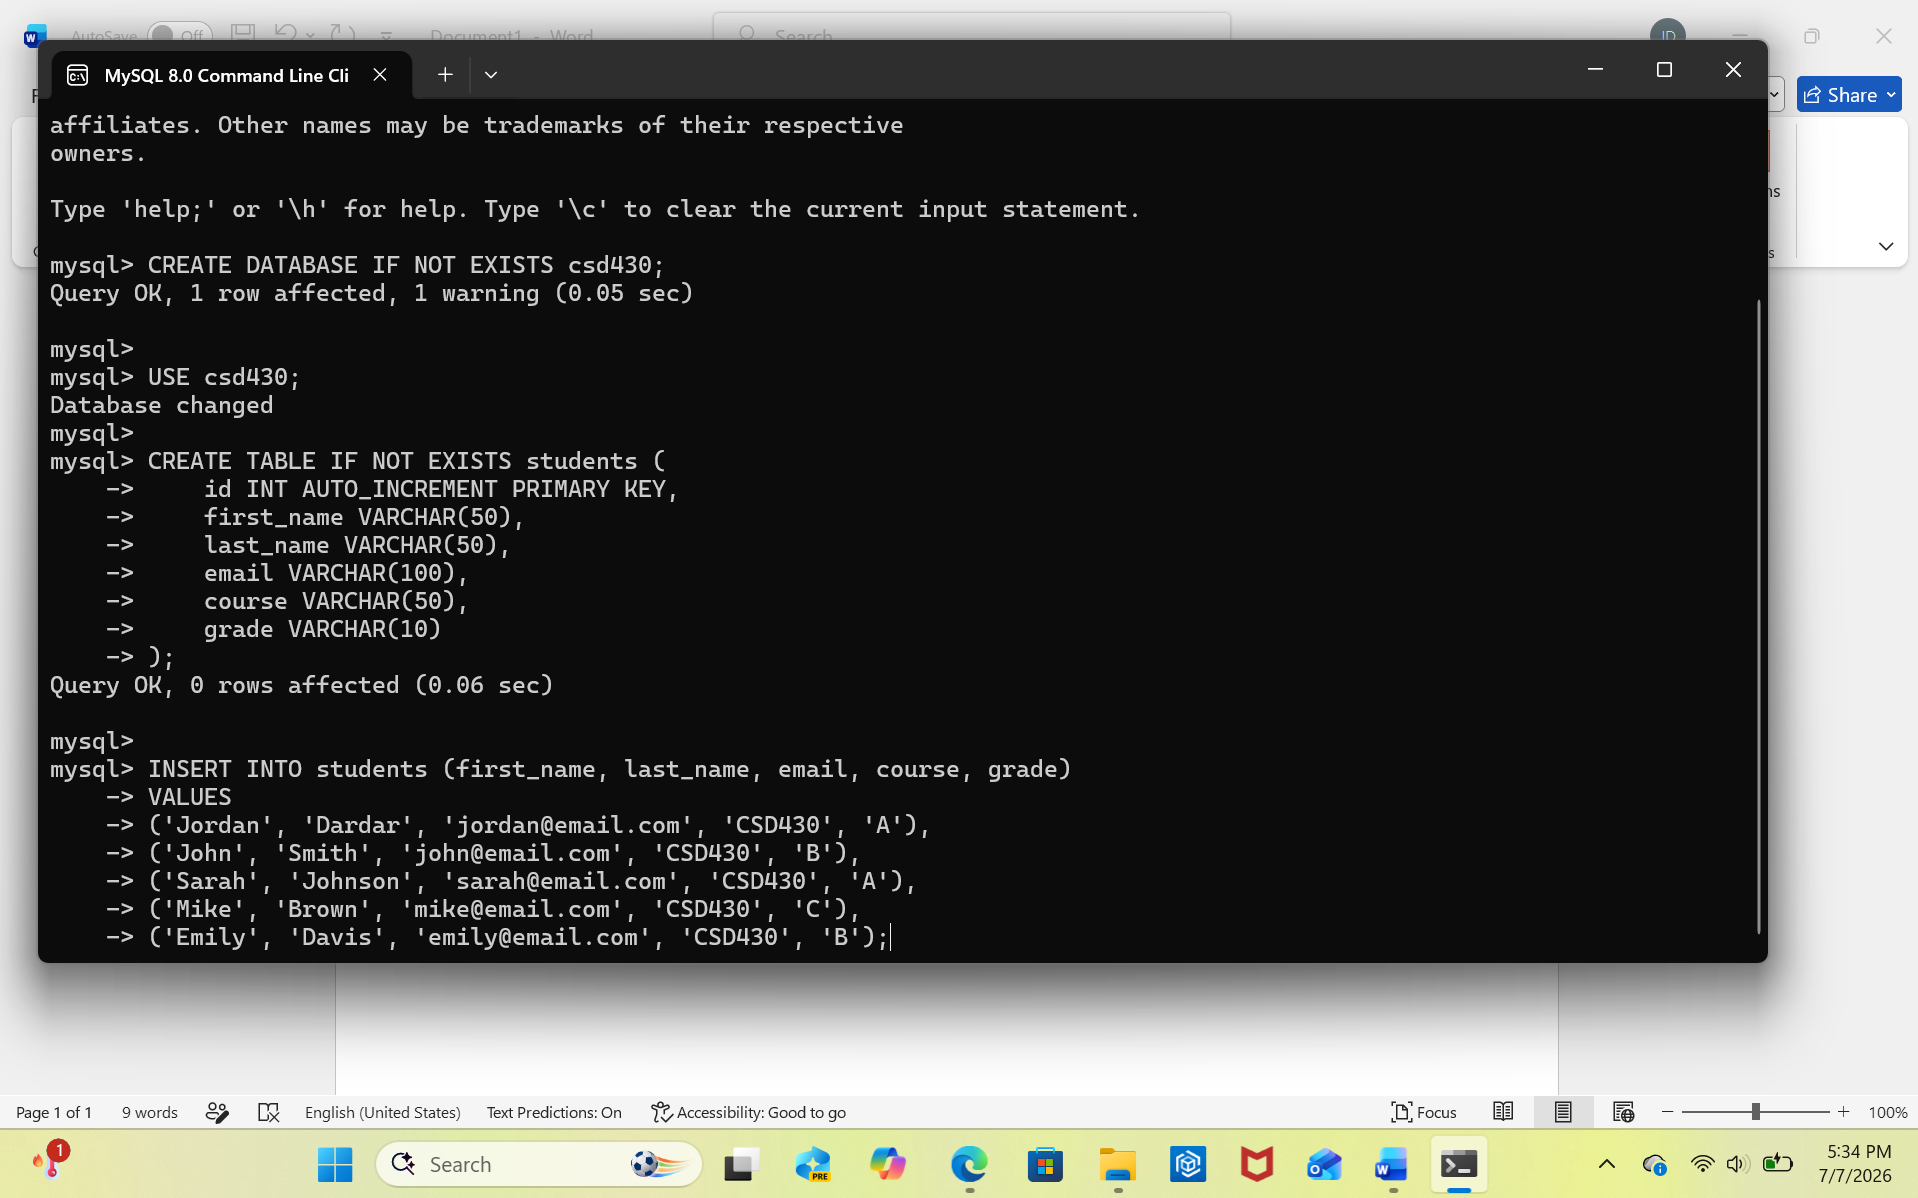 AutoSave Off Document1 - Word Search JD
MySQL 8.0 Command Line Cli
Share
affiliates. Other names may be trademarks of their respective
owners.
Type 'help;' or '\h' for help. Type '\c' to clear the current input statement.
mysql> CREATE DATABASE IF NOT EXISTS csd430;
Query OK, 1 row affected, 1 warning (0.05 sec)
mysql>
mysql> USE csd430;
Database changed
mysql>
mysql> CREATE TABLE IF NOT EXISTS students (
    ->     id INT AUTO_INCREMENT PRIMARY KEY,
    ->     first_name VARCHAR(50),
    ->     last_name VARCHAR(50),
    ->     email VARCHAR(100),
    ->     course VARCHAR(50),
    ->     grade VARCHAR(10)
    -> );
Query OK, 0 rows affected (0.06 sec)
mysql>
mysql> INSERT INTO students (first_name, last_name, email, course, grade)
    -> VALUES
    -> ('Jordan', 'Dardar', 'jordan@email.com', 'CSD430', 'A'),
    -> ('John', 'Smith', 'john@email.com', 'CSD430', 'B'),
    -> ('Sarah', 'Johnson', 'sarah@email.com', 'CSD430', 'A'),
    -> ('Mike', 'Brown', 'mike@email.com', 'CSD430', 'C'),
    -> ('Emily', 'Davis', 'emily@email.com', 'CSD430', 'B');
Page 1 of 1 9 words English (United States) Text Predictions: On Accessibility: Good to go Focus 100%
1 Search PRE 5:34 PM
7/7/2026